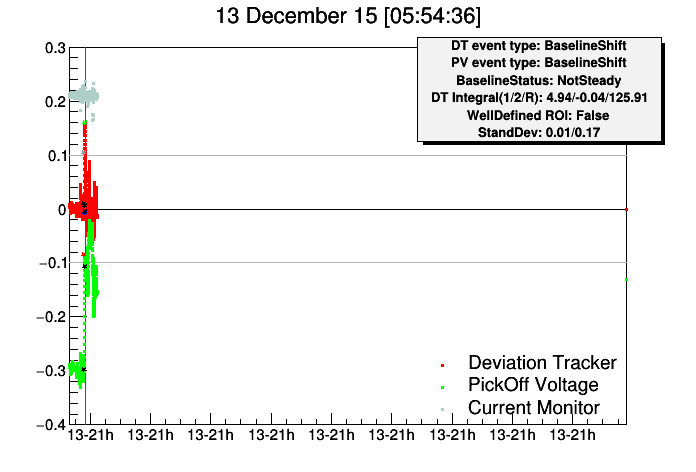 13 December 15 [05:54:36]
DT event type: BaselineShift
PV event type: BaselineShift
BaselineStatus: NotSteady
DT Integral(1/2/R): 4.94/-0.04/125.91
WellDefined ROI: False
StandDev: 0.01/0.17
0.3
0.2
0.1
0
−0.1
−0.2
−0.3
−0.4
Deviation Tracker
PickOff Voltage
Current Monitor
13-21h 13-21h 13-21h 13-21h 13-21h 13-21h 13-21h 13-21h 13-21h